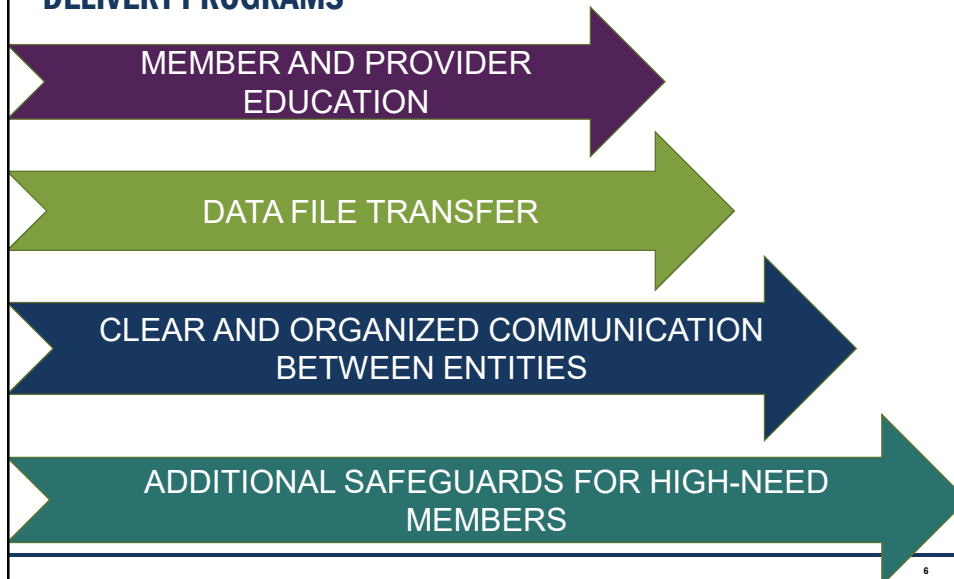 DELIVERY PROGRAMS
MEMBER AND PROVIDER
EDUCATION
DATA FILE TRANSFER
CLEAR AND ORGANIZED COMMUNICATION
BETWEEN ENTITIES
ADDITIONAL SAFEGUARDS FOR HIGH-NEED
MEMBERS
6